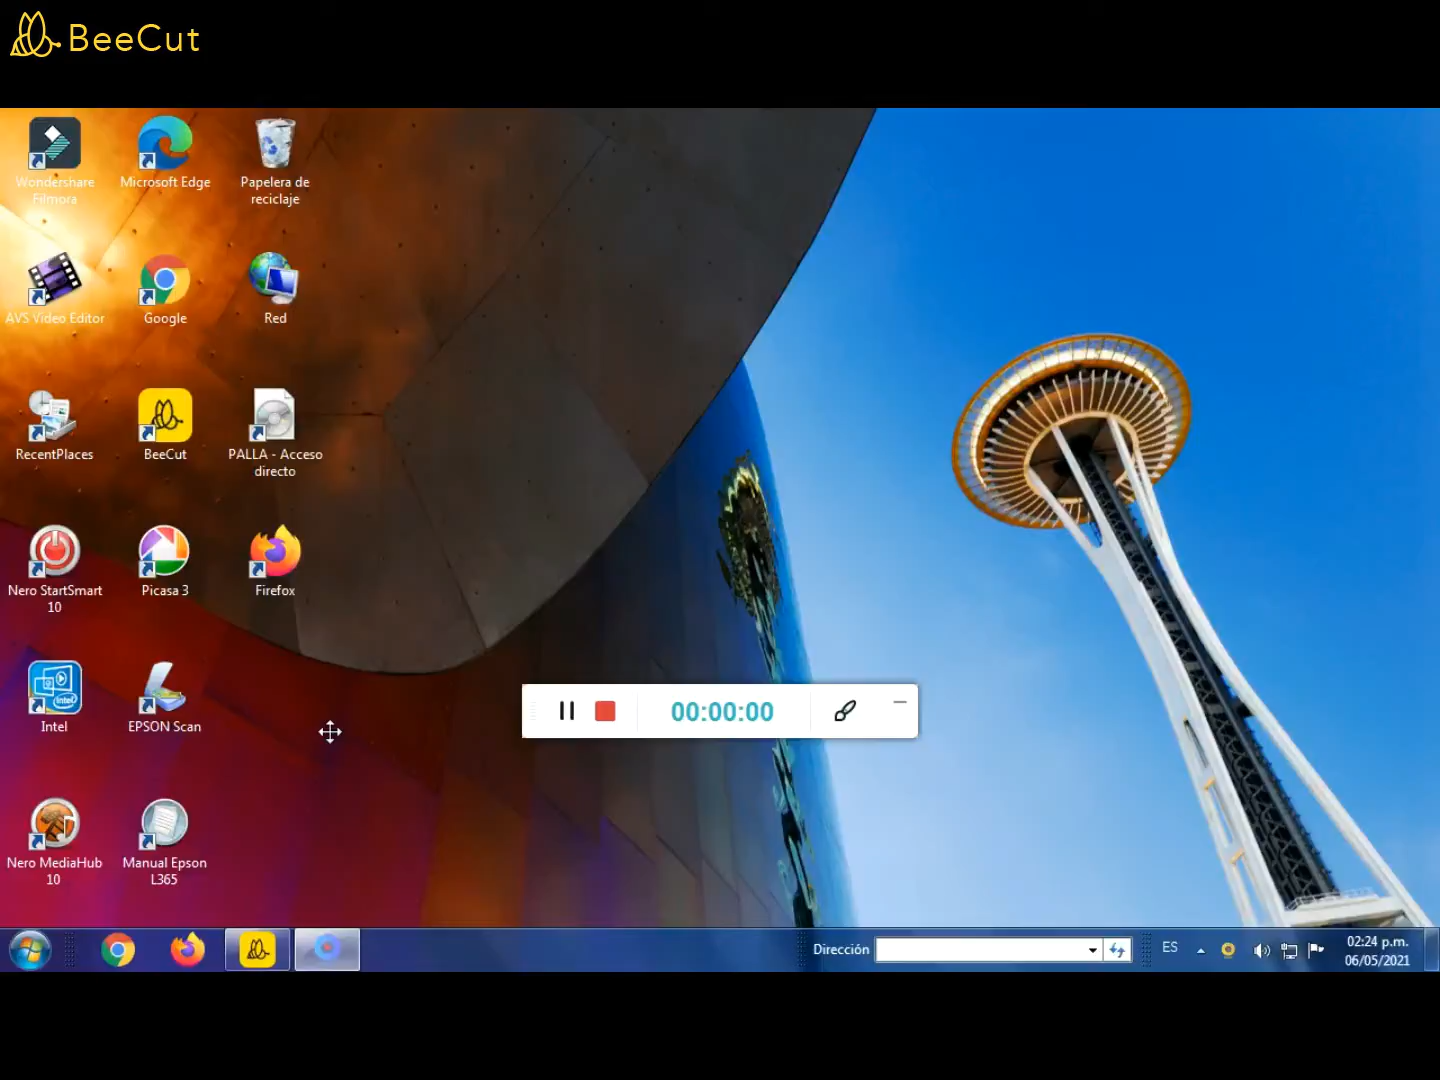 BeeCut
Wondershare
Filmora
Microsoft Edge
Papelera de
reciclaje
AVS Video Editor
Google
Red
RecentPlaces
BeeCut
PALLA - Acceso
directo
Nero StartSmart
10
Picasa 3
Firefox
intel
Intel
EPSON Scan
00:00:00
Nero MediaHub
10
Manual Epson
L365
Dirección
ES
02:24 p.m.
06/05/2021